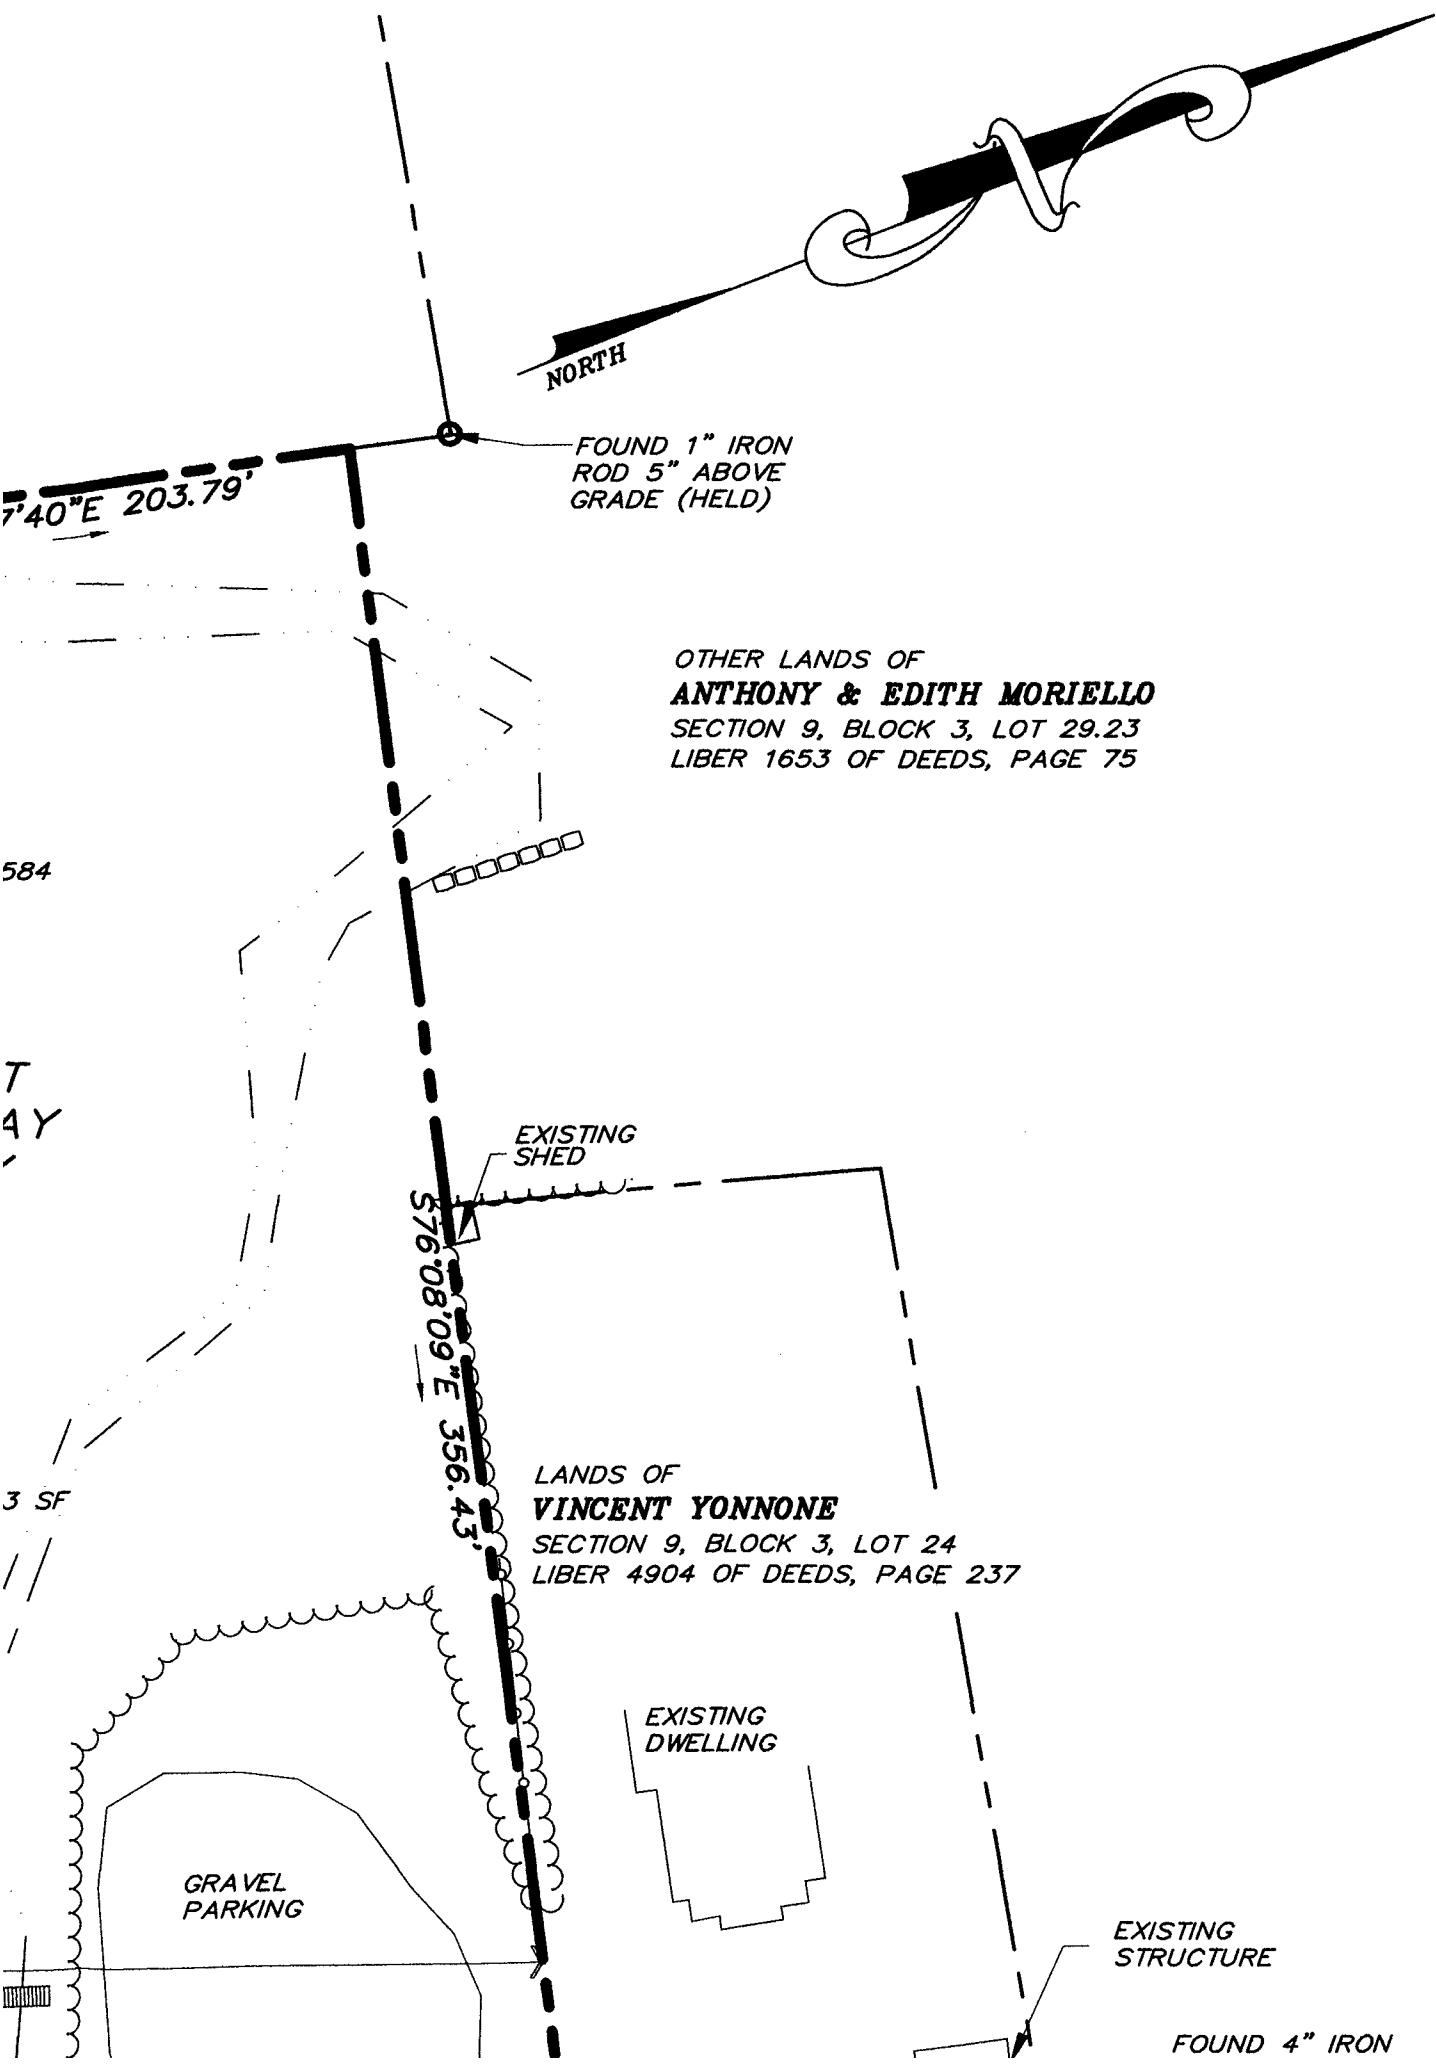 N
NORTH
FOUND 1" IRON
ROD 5" ABOVE
GRADE (HELD)
7'40"E 203.79'
OTHER LANDS OF
ANTHONY & EDITH MORIELLO
SECTION 9, BLOCK 3, LOT 29.23
LIBER 1653 OF DEEDS, PAGE 75
584
T
AY
EXISTING
SHED
S76°08'09"E 356.43'
LANDS OF
VINCENT YONNONE
SECTION 9, BLOCK 3, LOT 24
LIBER 4904 OF DEEDS, PAGE 237
3 SF
EXISTING
DWELLING
GRAVEL
PARKING
EXISTING
STRUCTURE
FOUND 4" IRON